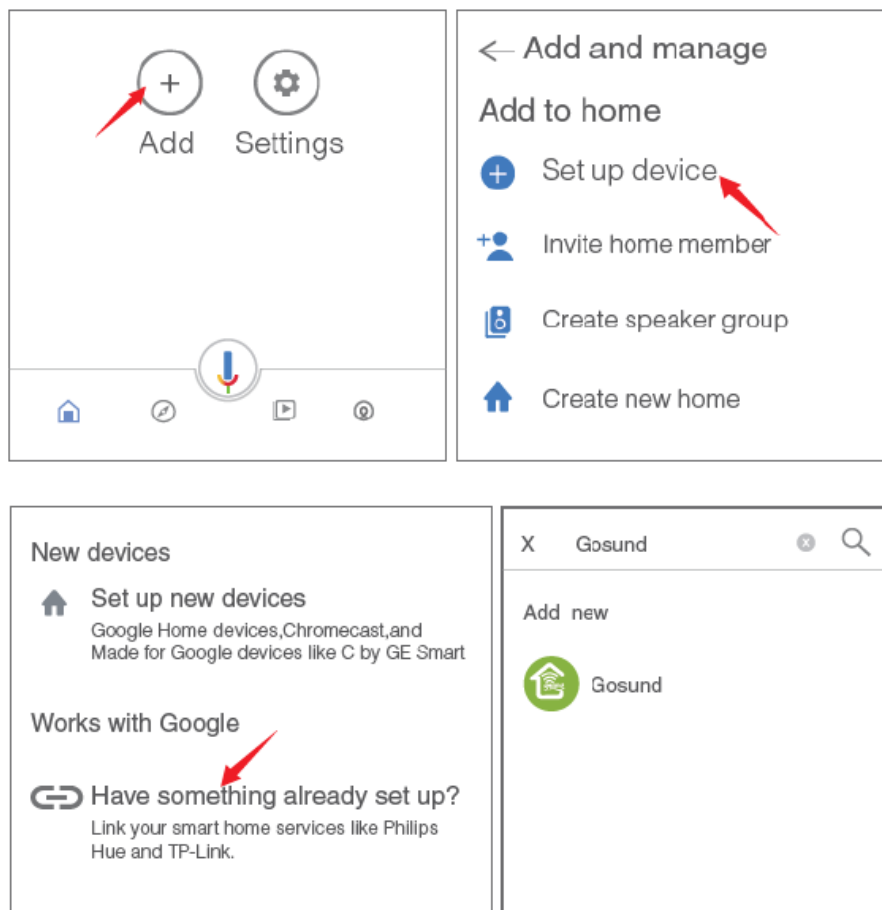 Add Settings
← Add and manage
Add to home
Set up device
Invite home member
Create speaker group
Create new home
New devices
Set up new devices
Google Home devices,Chromecast,and
Made for Google devices like C by GE Smart
Works with Google
Have something already set up?
Link your smart home services like Philips
Hue and TP-Link.
X Gosund
Add new
Gosund